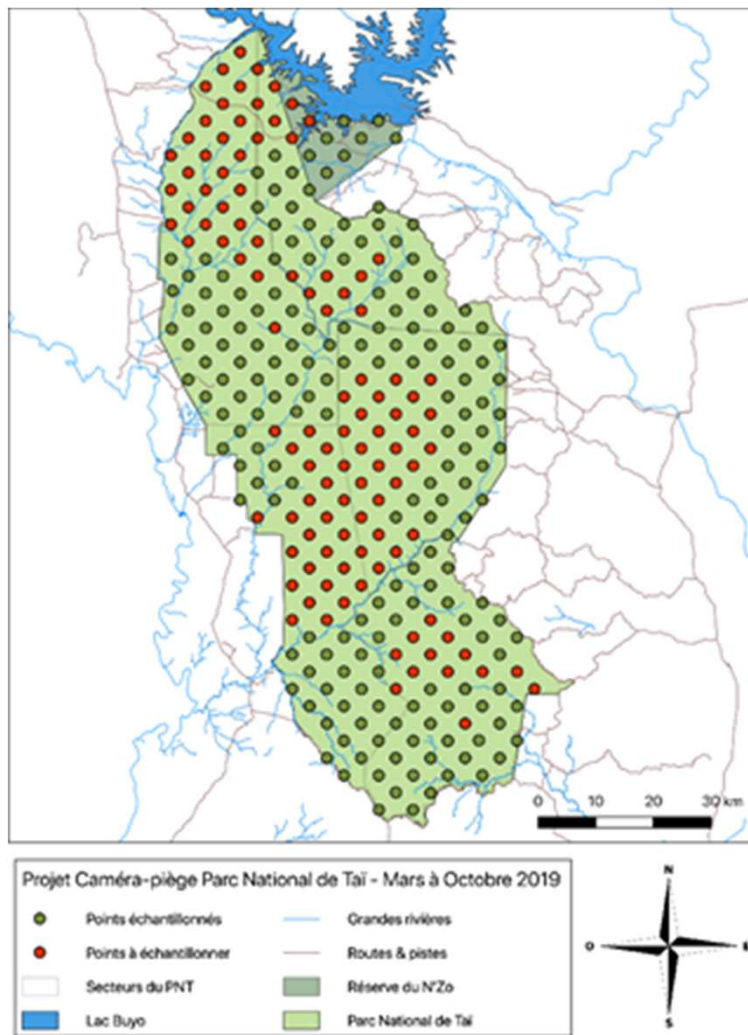 0 10 20 30 km
Projet Caméra-piège Parc National de Taï - Mars à Octobre 2019
Points échantillonnés
Grandes rivières
Points à échantillonner
Routes & pistes
Secteurs du PNT
Réserve du N'Zo
Lac Buyo
Parc National de Taï
N
O
E
S